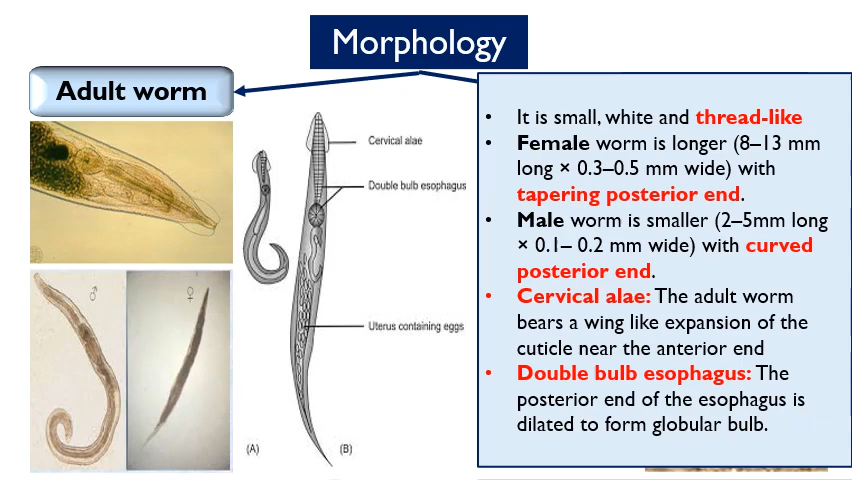 Morphology
Adult worm
Cervical alae
Double bulb esophagus
Uterus containing eggs
(A)
(B)
♂
♀
• It is small, white and thread-like
• Female worm is longer (8–13 mm
long × 0.3–0.5 mm wide) with
tapering posterior end.
• Male worm is smaller (2–5mm long
× 0.1– 0.2 mm wide) with curved
posterior end.
• Cervical alae: The adult worm
bears a wing like expansion of the
cuticle near the anterior end
• Double bulb esophagus: The
posterior end of the esophagus is
dilated to form globular bulb.